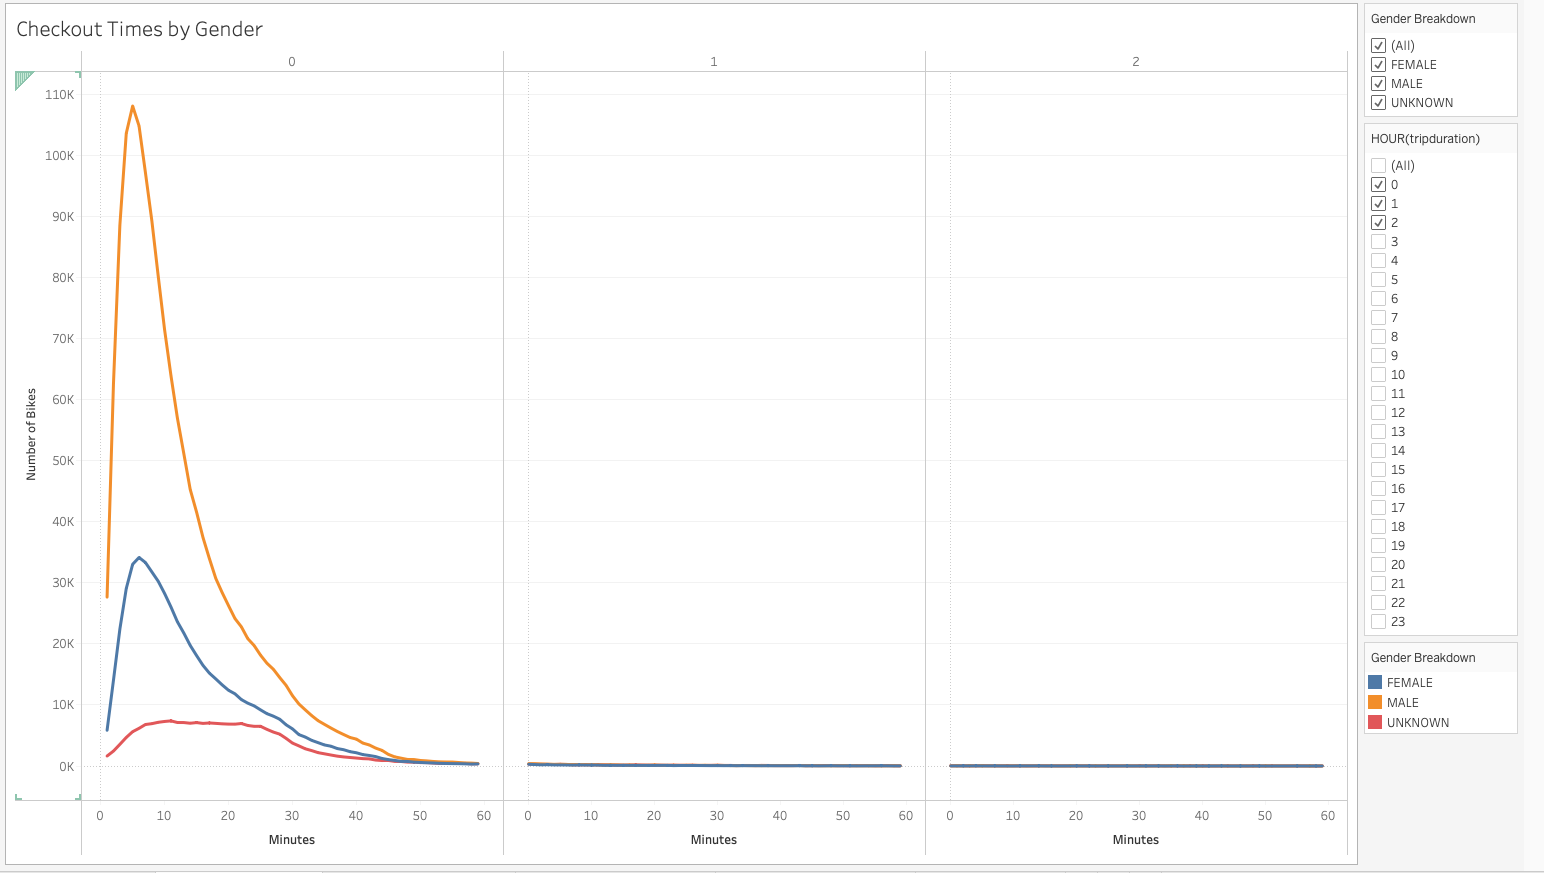 Checkout Times by Gender
0 1 2
110K
100K
90K
80K
70K
60K
50K
40K
30K
20K
10K
0K
Number of Bikes
0 10 20 30 40 50 60 0 10 20 30 40 50 60 0 10 20 30 40 50 60
Minutes Minutes Minutes
Gender Breakdown
(All)
FEMALE
MALE
UNKNOWN
HOUR(tripduration)
(All)
0
1
2
3
4
5
6
7
8
9
10
11
12
13
14
15
16
17
18
19
20
21
22
23
Gender Breakdown
FEMALE
MALE
UNKNOWN